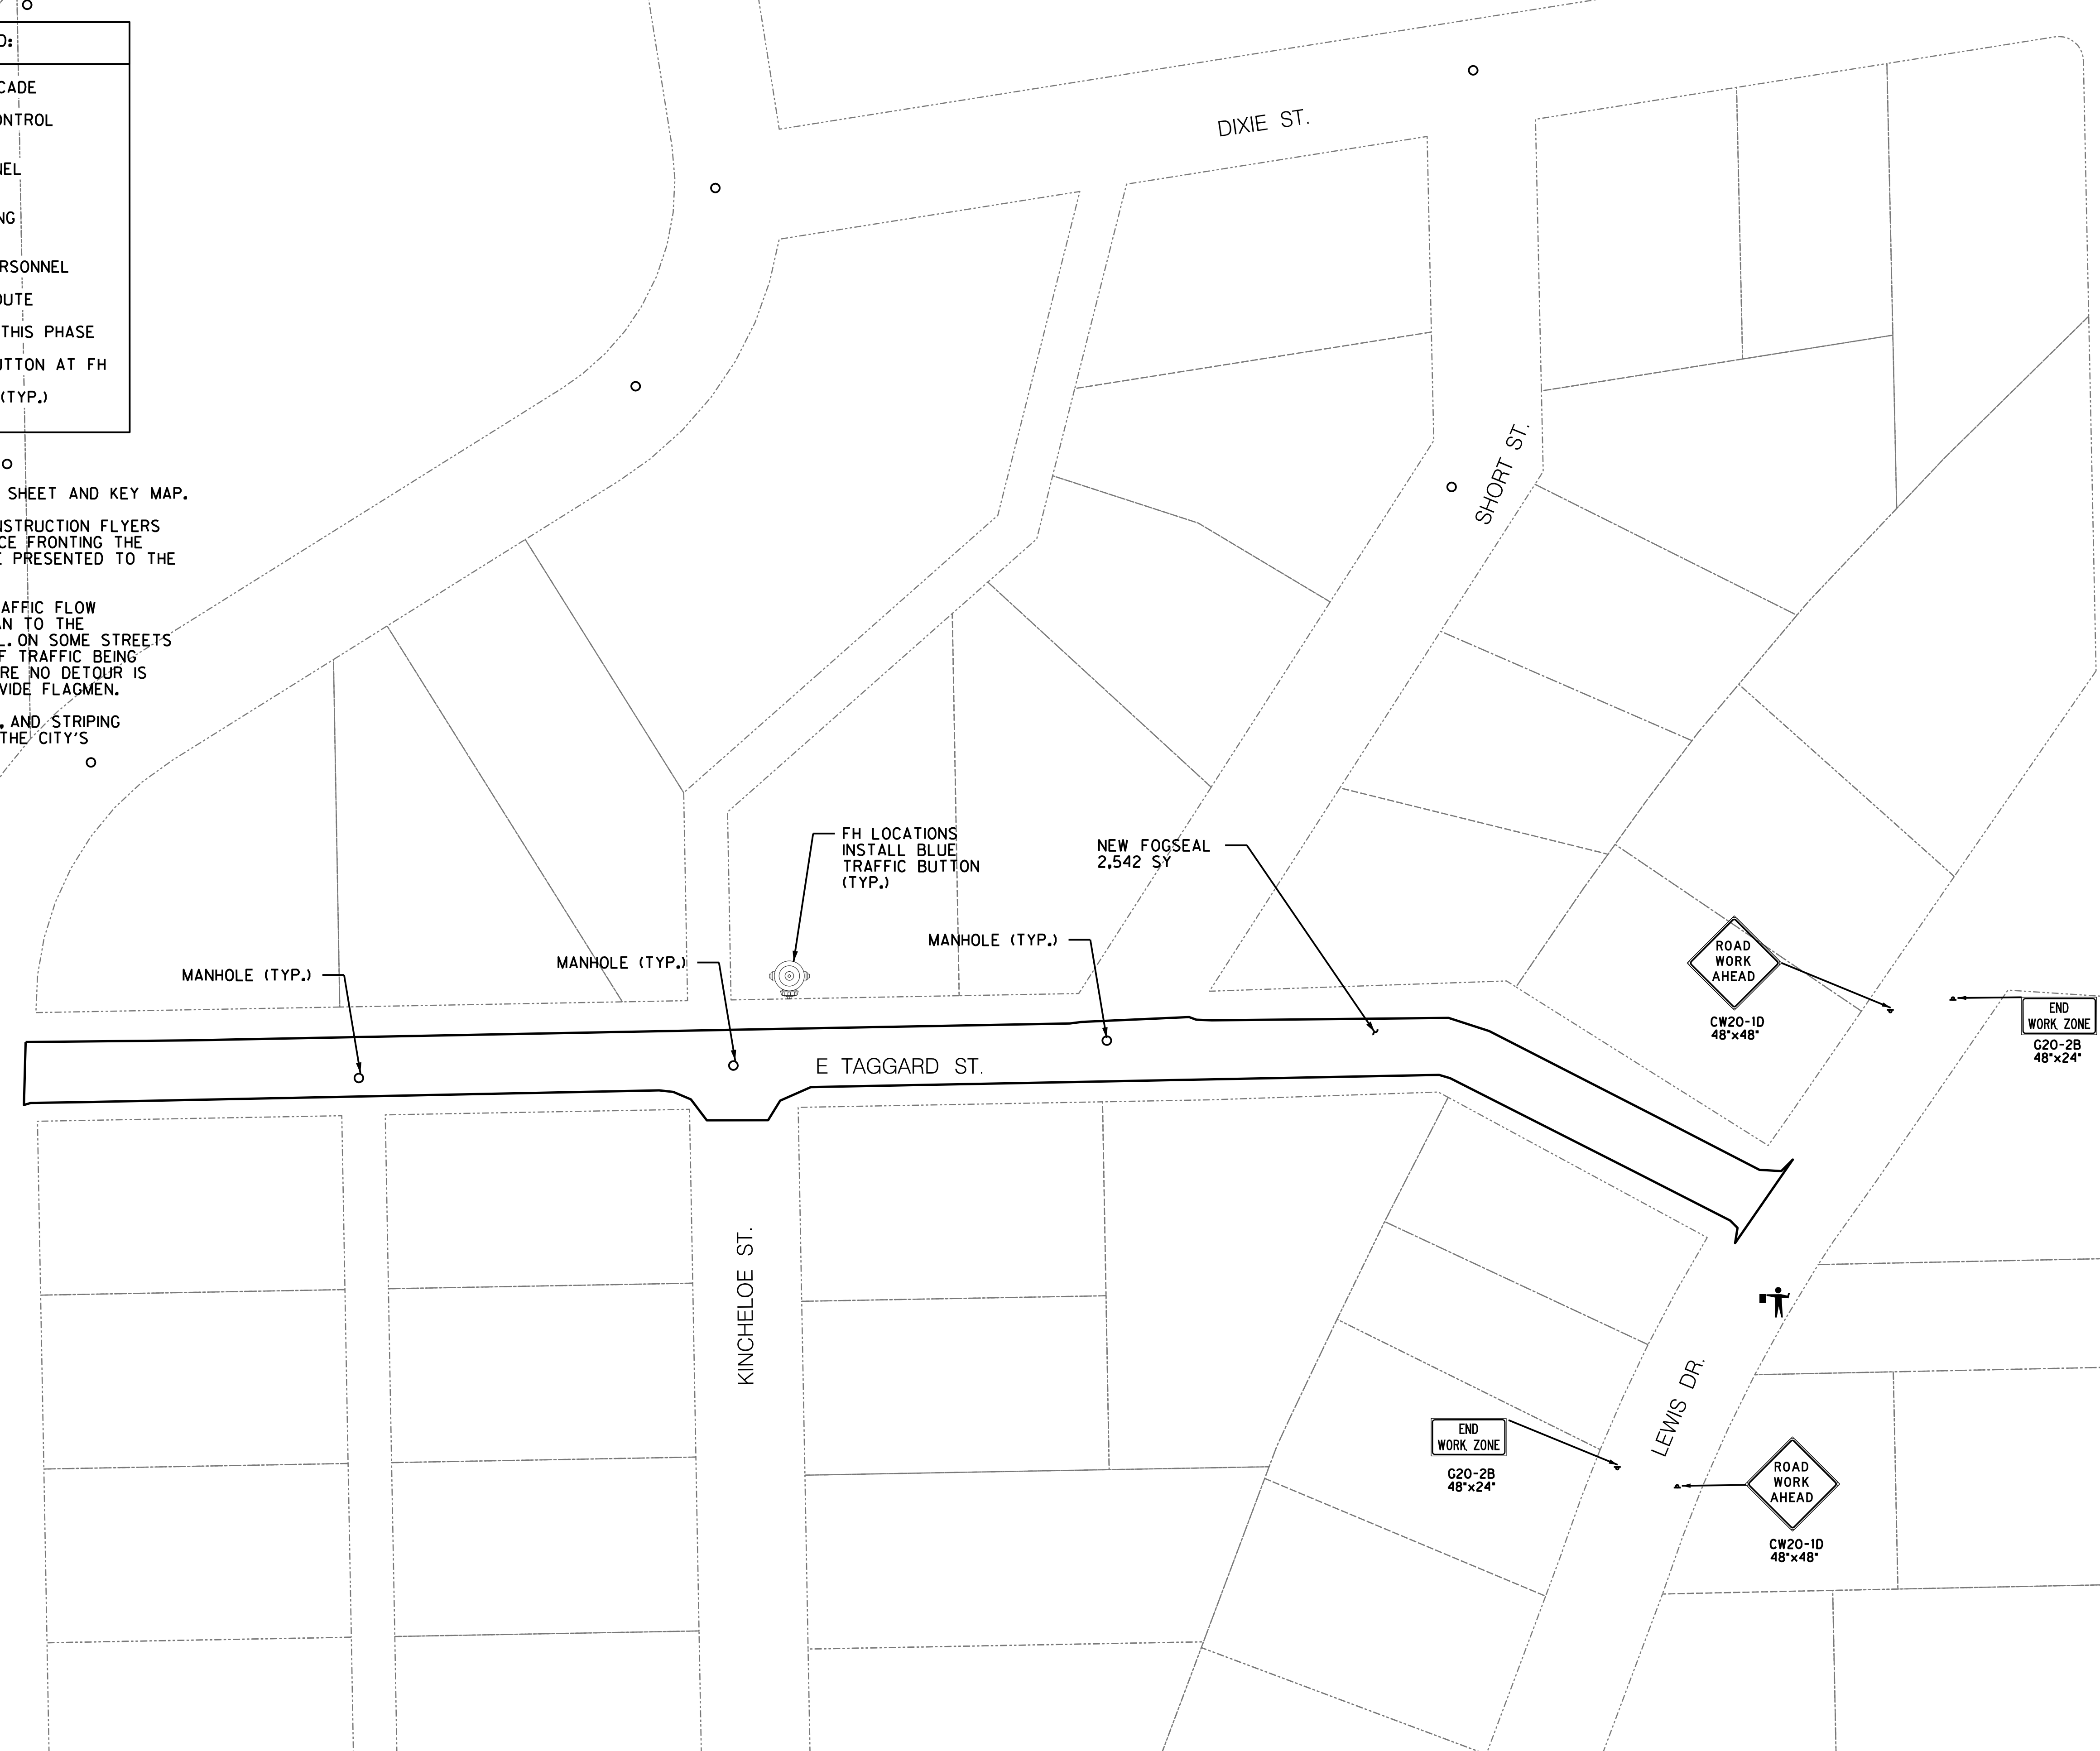 O:
CADE
ONTROL
NEL
NG
RSONNEL
OUTE
THIS PHASE
UTTON AT FH
(TYP.)
SHEET AND KEY MAP.
NSTRUCTION FLYERS
CE FRONTING THE
E PRESENTED TO THE
AFFIC FLOW
AN TO THE
L. ON SOME STREETS
F TRAFFIC BEING
RE NO DETOUR IS
VIDE FLAGMEN.
. AND STRIPING
THE CITY'S
DIXIE ST.
SHORT ST.
FH LOCATIONS
INSTALL BLUE
TRAFFIC BUTTON
(TYP.)
NEW FOGSEAL
2,542 SY
MANHOLE (TYP.)
MANHOLE (TYP.)
MANHOLE (TYP.)
ROAD
WORK
AHEAD
CW20-1D
48"x48"
END
WORK ZONE
G20-2B
48"x24"
E TAGGARD ST.
KINCHELOE ST.
LEWIS DR.
END
WORK ZONE
G20-2B
48"x24"
ROAD
WORK
AHEAD
CW20-1D
48"x48"